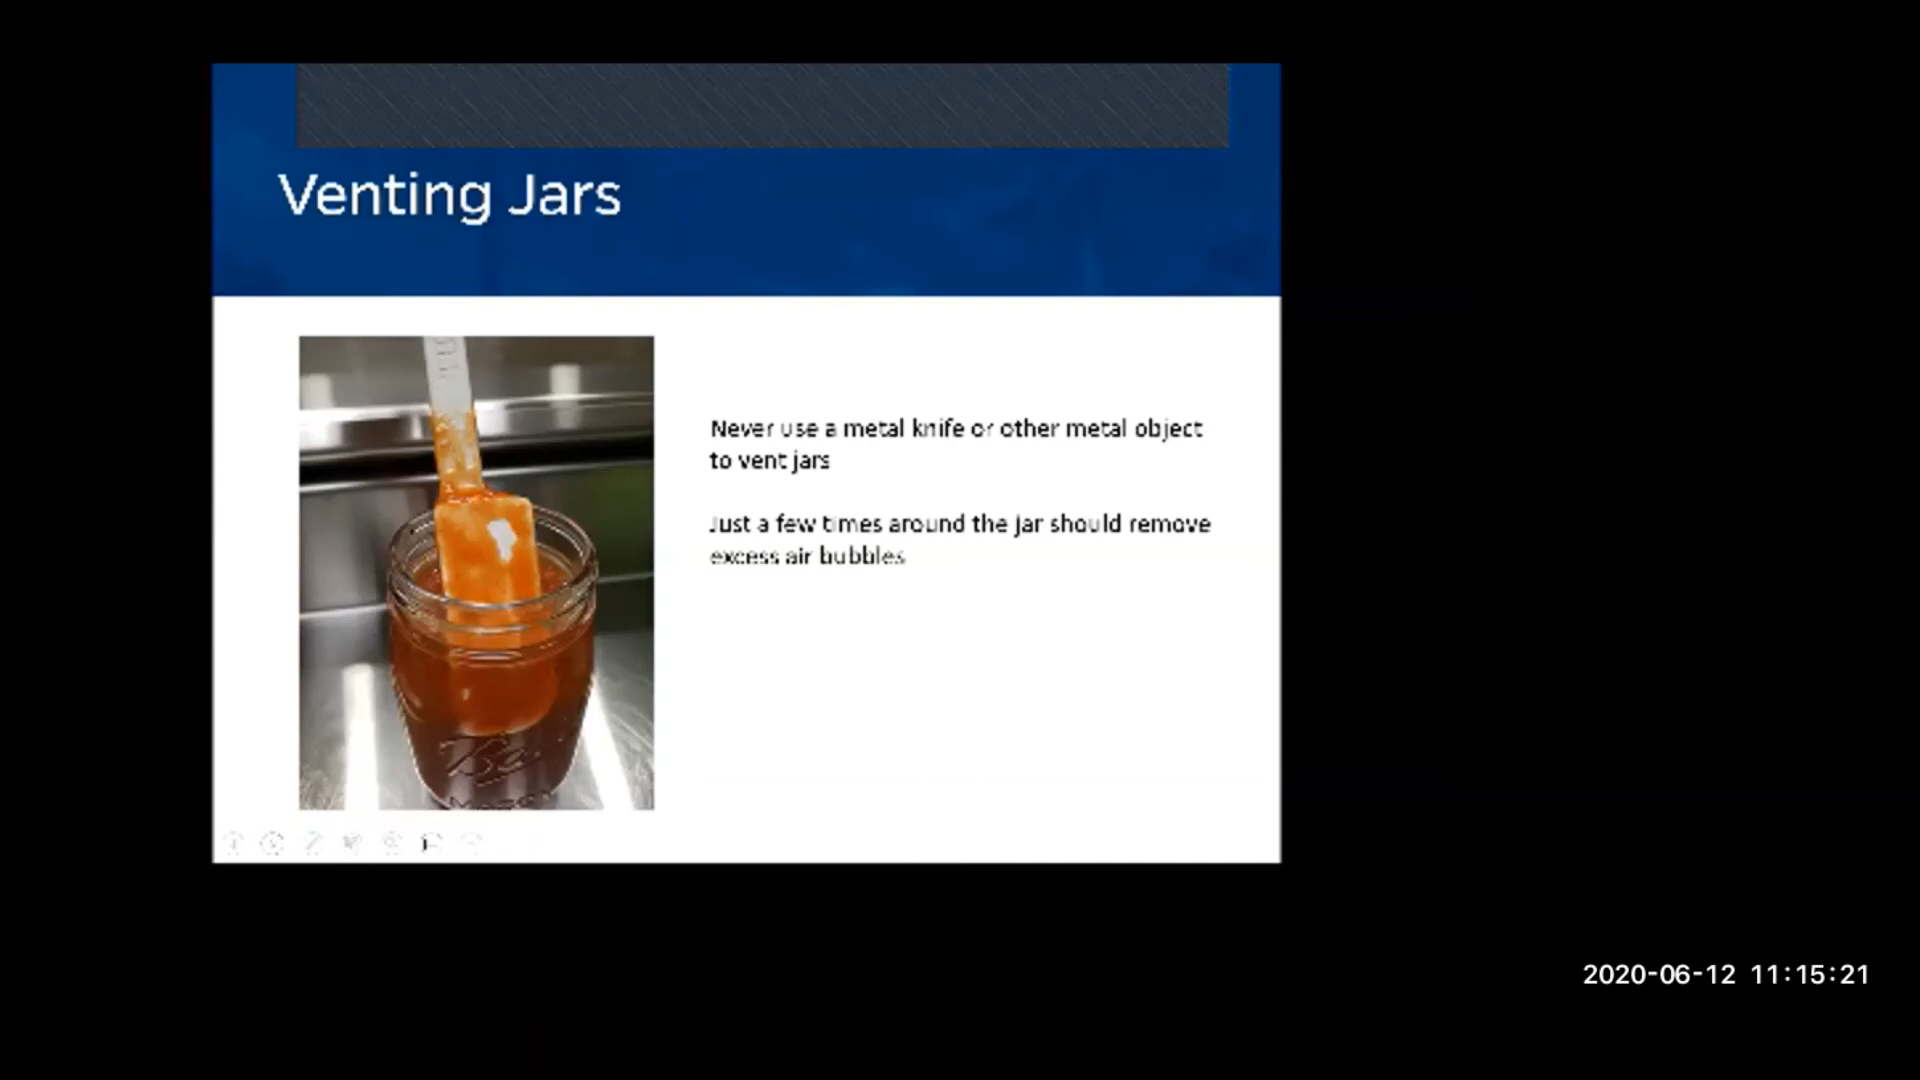 Venting Jars
Never use a metal knife or other metal object
to vent jars
Just a few times around the jar should remove
excess air bubbles
2020-06-12 11:15:21